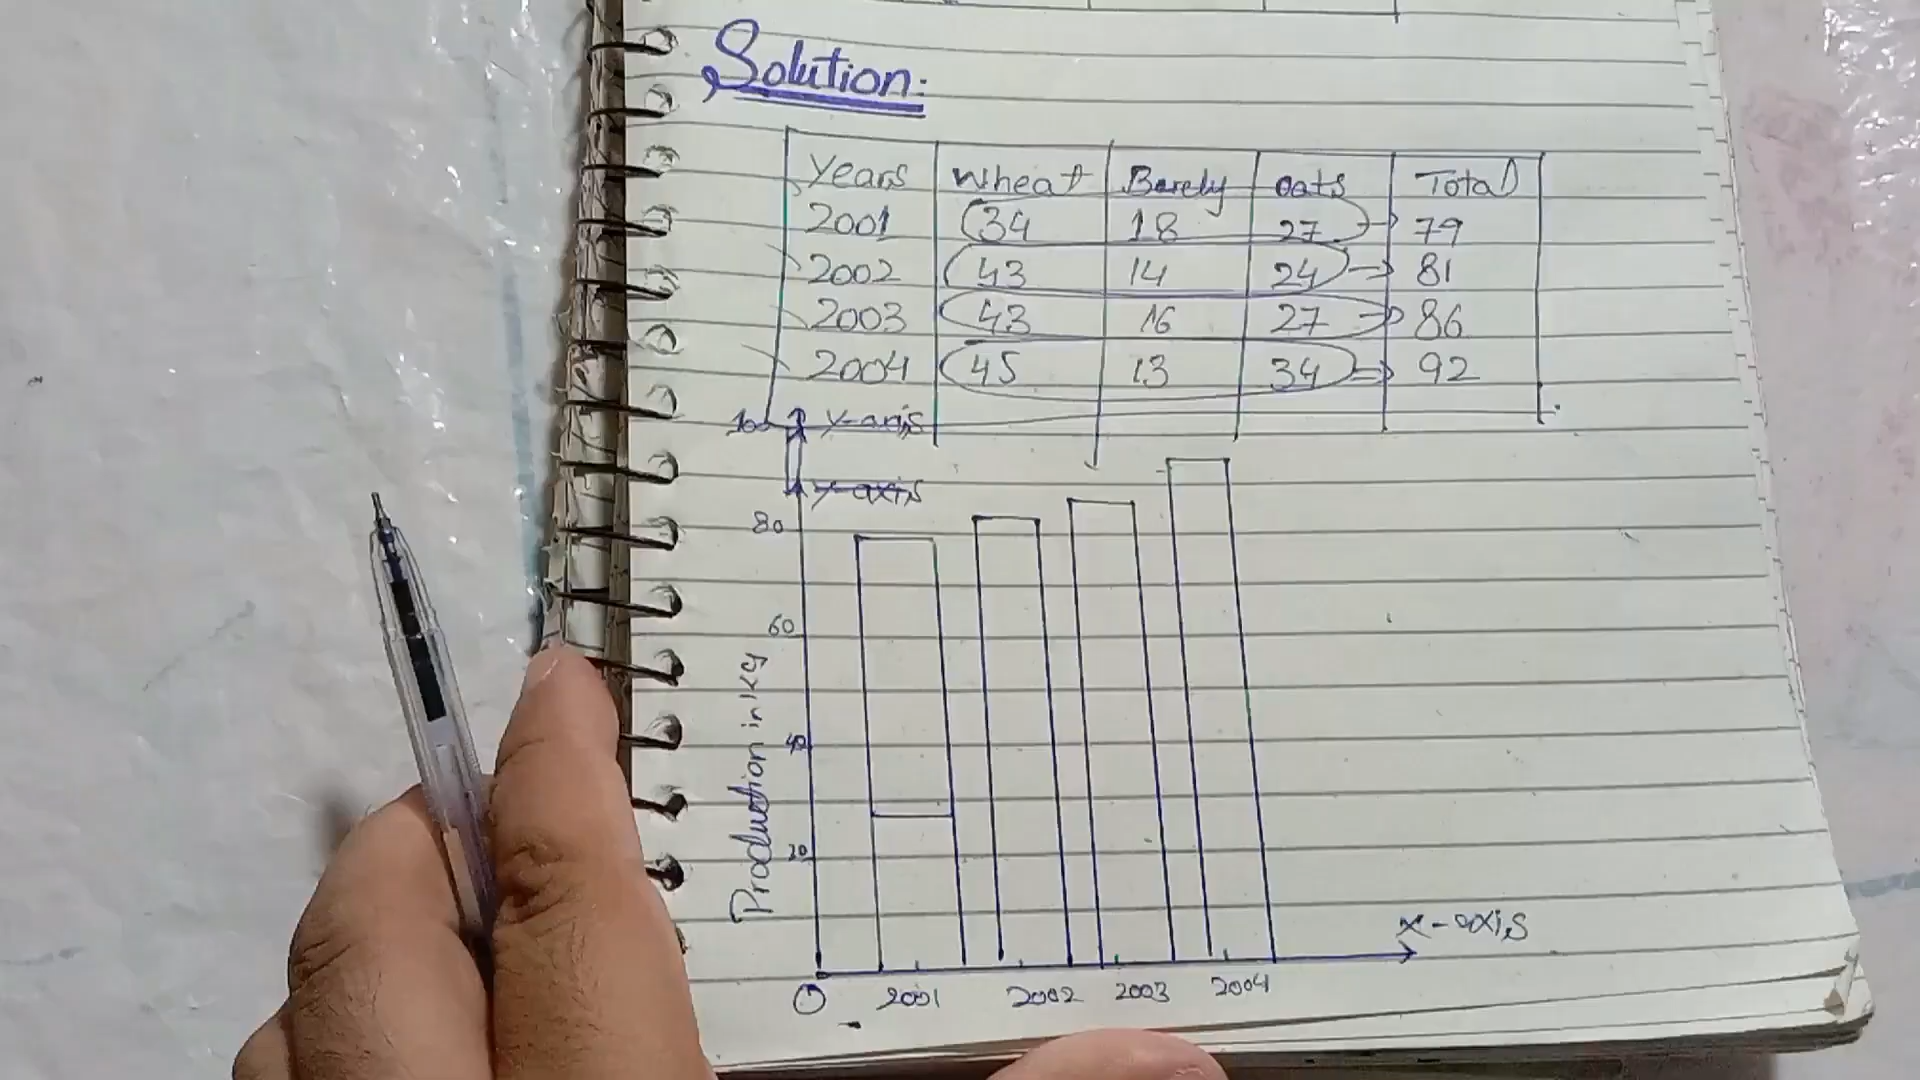 Solution:
Years Wheat Barely oats Total
2001 34 18 27 79
2002 43 14 24 81
2003 43 16 27 86
2004 45 13 34 92
100 y-axis
y-axis
80
60
40
20
Production in kg
x-axis
0 2001 2002 2003 2004